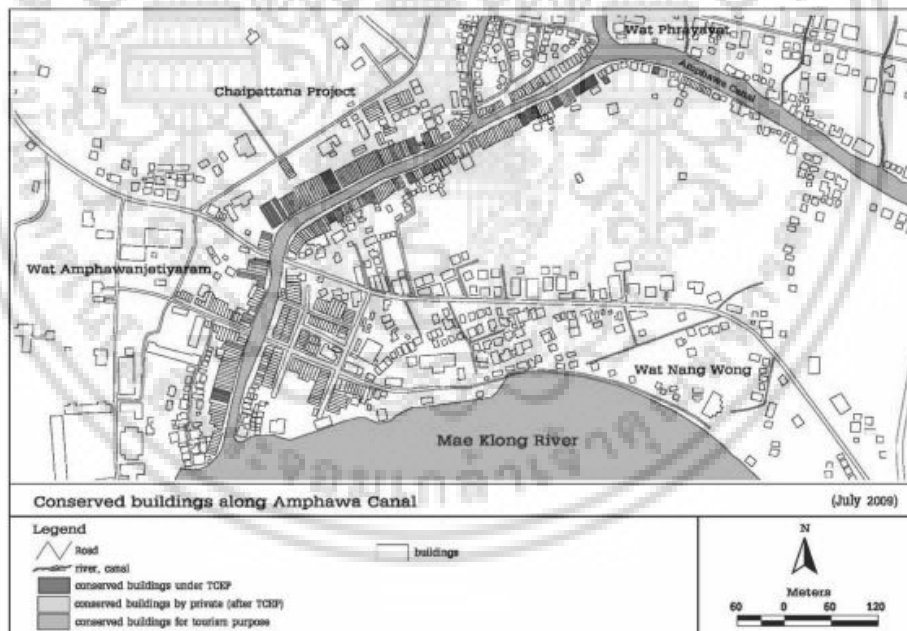 Wat Phrayayat
Amphawa Canal
Chaipattana Project
Wat Amphawanjetiyaram
Wat Nang Wong
Mae Klong River
Conserved buildings along Amphawa Canal
(July 2009)
Legend
Road
river, canal
conserved buildings under TCEP
conserved buildings by private (after TCEP)
conserved buildings for tourism purpose
buildings
N
Meters
60 0 60 120